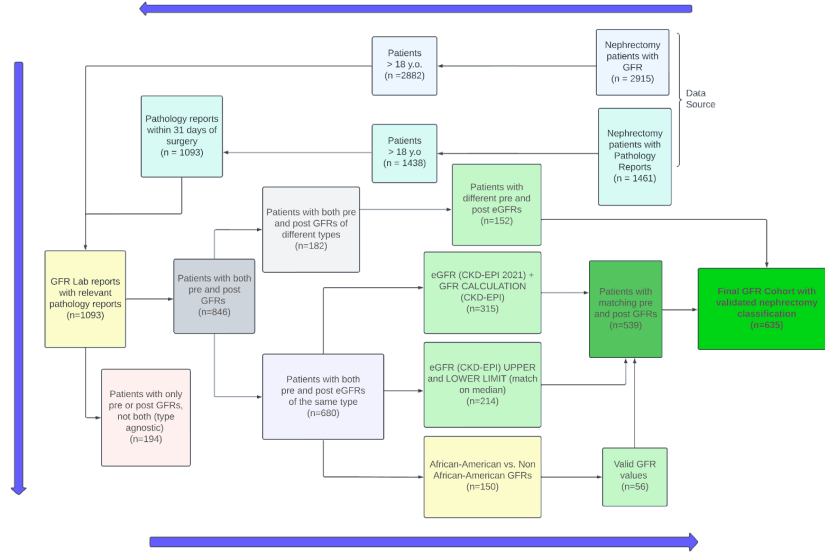 Nephrectomy
patients with
GFR
(n = 2915)
Patients
> 18 y.o.
(n =2882)
Data
Source
Nephrectomy
patients with
Pathology
Reports
(n = 1461)
Patients
> 18 y.o
(n = 1438)
Pathology reports
within 31 days of
surgery
(n = 1093)
GFR Lab reports
with relevant
pathology reports
(n=1093)
Patients with only
pre or post GFRs,
not both (type
agnostic)
(n=194)
Patients with both
pre and post
GFRs
(n=846)
Patients with both pre
and post GFRs of
different types
(n=182)
Patients with
different pre and
post eGFRs
(n=152)
Patients with both
pre and post eGFRs
of the same type
(n=680)
eGFR (CKD-EPI 2021) +
GFR CALCULATION
(CKD-EPI)
(n=315)
eGFR (CKD-EPI) UPPER
and LOWER LIMIT (match
on median)
(n=214)
African-American vs. Non
African-American GFRs
(n=150)
Valid GFR
values
(n=56)
Patients with
matching pre
and post GFRs
(n=539)
Final GFR Cohort with
validated nephrectomy
classification
(n=635)